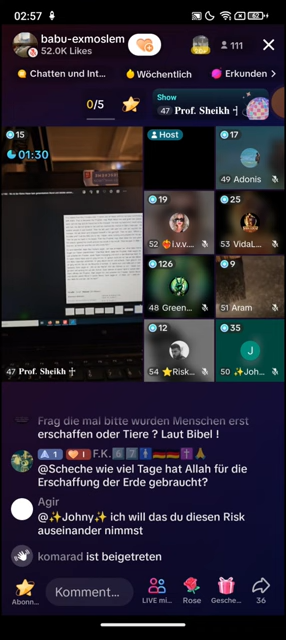 02:57
67
babu-exmoslem
52.0K Likes
111
Chatten und Int...
Wöchentlich
Erkunden
0/5
Show
47 Prof. Sheikh
15
01:30
Host
17
49 Adonis
19
52 i.v.v....
25
53 VidaL...
126
48 Green...
9
51 Aram
12
54 ⭐Risk...
35
J
50 ✨Joh...
47 Prof. Sheikh
Frag die mal bitte wurden Menschen erst
erschaffen oder Tiere ? Laut Bibel !
A 1 1 F.K.
@Scheche wie viel Tage hat Allah für die
Erschaffung der Erde gebraucht?
Agir
@✨Johny✨ ich will das du diesen Risk
auseinander nimmst
komarad ist beigetreten
Abonn...
Komment...
LIVE mi...
Rose
Gesche...
36